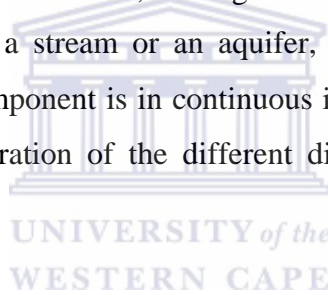 a stream or an aquifer,
mponent is in continuous i
ration of the different di
UNIVERSITY of the
WESTERN CAPE